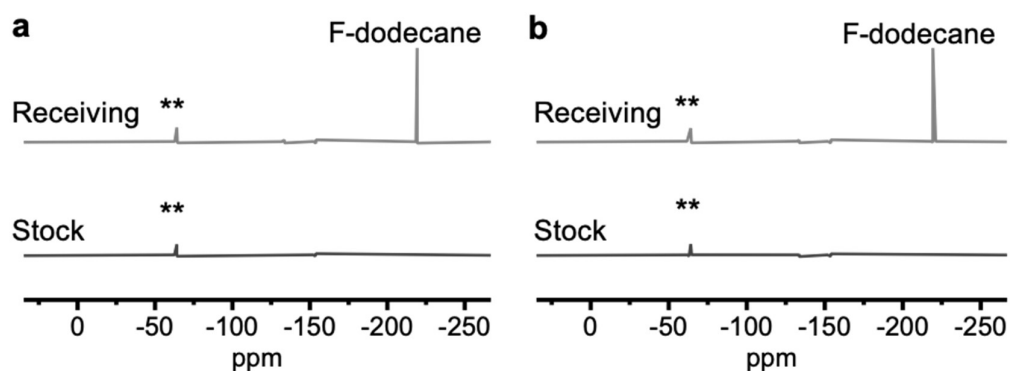 a
F-dodecane
Receiving
**
Stock
**
0 -50 -100 -150 -200 -250
ppm
b
F-dodecane
Receiving
**
Stock
**
0 -50 -100 -150 -200 -250
ppm